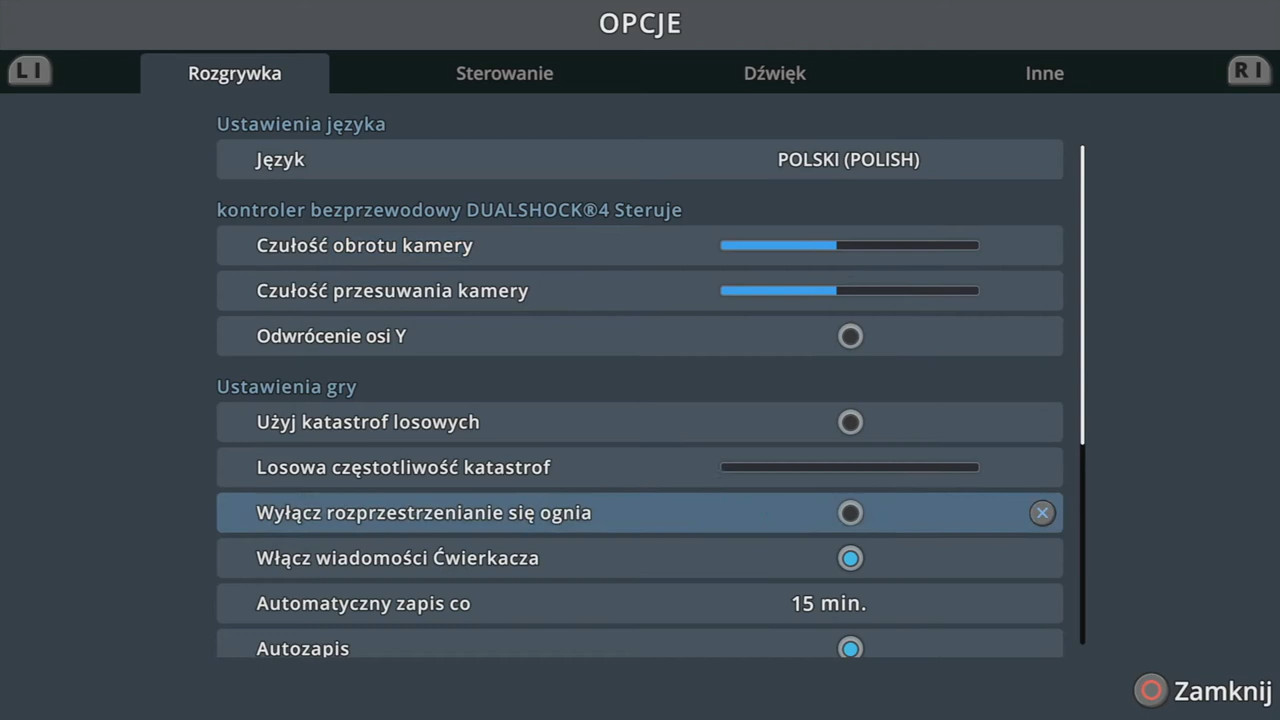 OPCJE
L1 Rozgrywka Sterowanie Dźwięk Inne R1
Ustawienia języka
Język POLSKI (POLISH)
kontroler bezprzewodowy DUALSHOCK®4 Steruje
Czułość obrotu kamery
Czułość przesuwania kamery
Odwrócenie osi Y
Ustawienia gry
Użyj katastrof losowych
Losowa częstotliwość katastrof
Wyłącz rozprzestrzenianie się ognia
Włącz wiadomości Ćwierkacza
Automatyczny zapis co 15 min.
Autozapis
Zamknij